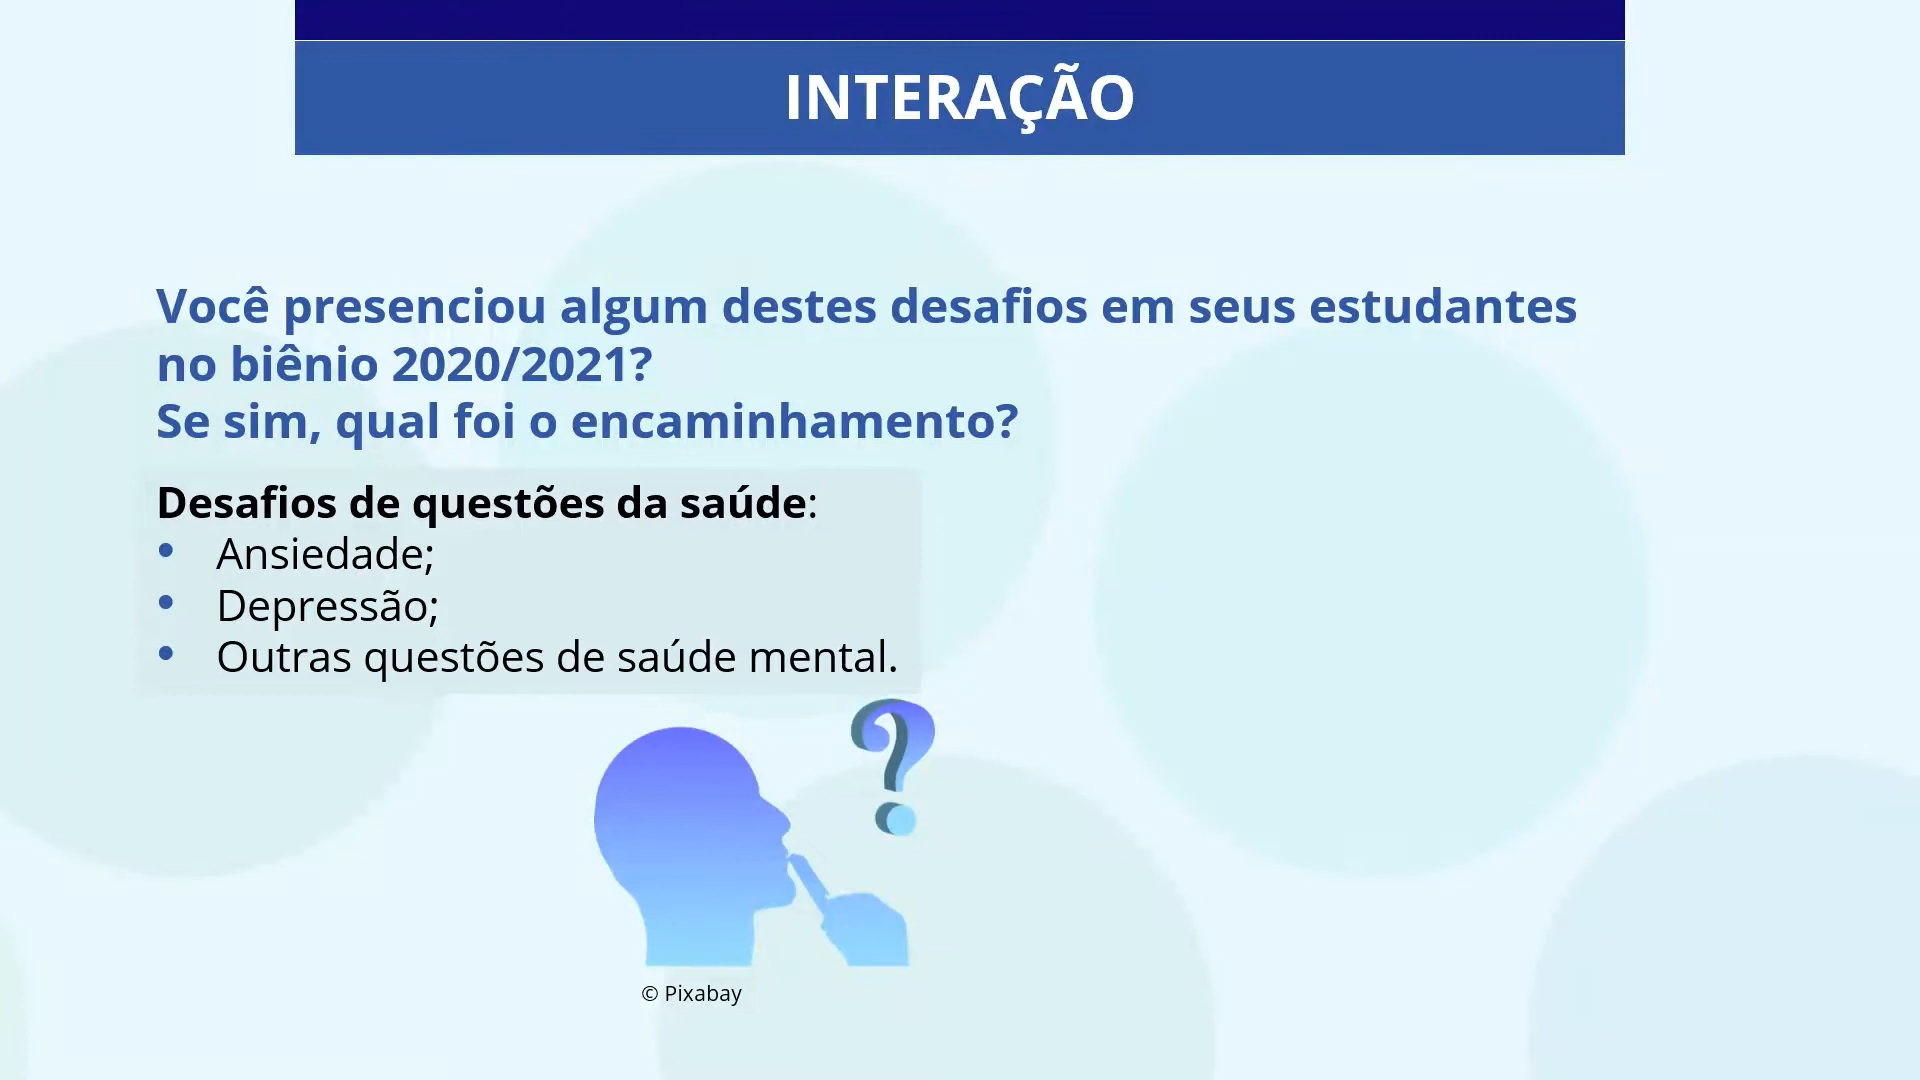 INTERAÇÃO
Você presenciou algum destes desafios em seus estudantes
no biênio 2020/2021?
Se sim, qual foi o encaminhamento?
Desafios de questões da saúde:
• Ansiedade;
• Depressão;
• Outras questões de saúde mental.
?
© Pixabay